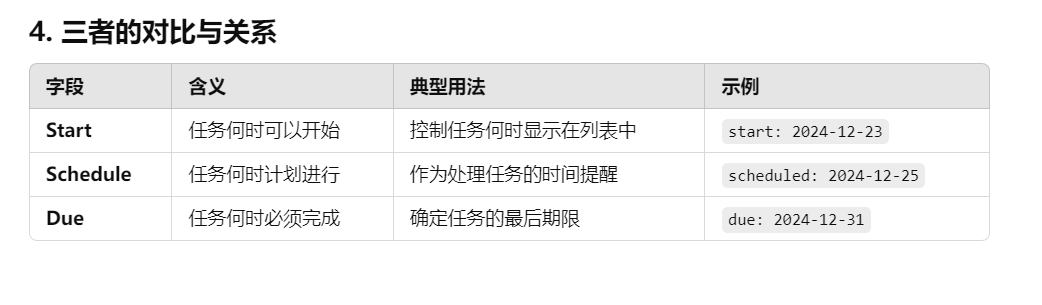 4. 三者的对比与关系
字段 含义 典型用法 示例
Start 任务何时可以开始 控制任务何时显示在列表中 start: 2024-12-23
Schedule 任务何时计划进行 作为处理任务的时间提醒 scheduled: 2024-12-25
Due 任务何时必须完成 确定任务的最后期限 due: 2024-12-31